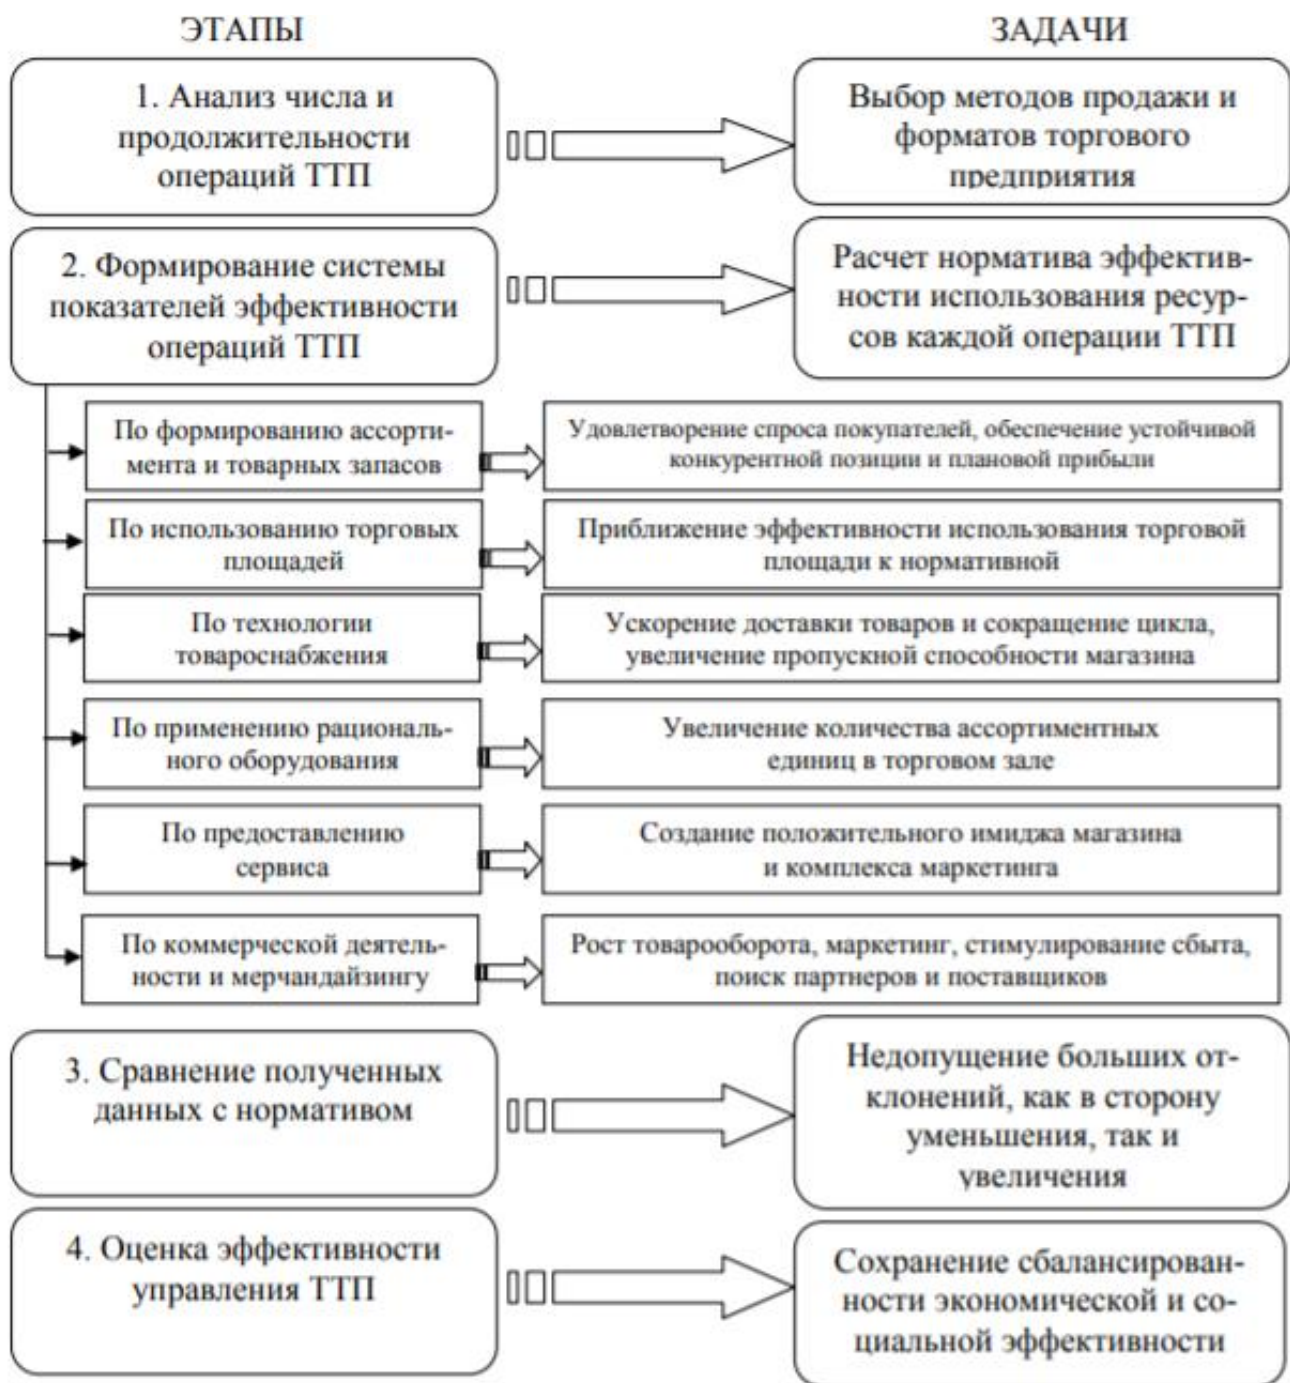 ЭТАПЫ
ЗАДАЧИ
1. Анализ числа и
продолжительности
операций ТТП
Выбор методов продажи и
форматов торгового
предприятия
2. Формирование системы
показателей эффективности
операций ТТП
Расчет норматива эффектив-
ности использования ресур-
сов каждой операции ТТП
По формированию ассорти-
мента и товарных запасов
Удовлетворение спроса покупателей, обеспечение устойчивой
конкурентной позиции и плановой прибыли
По использованию торговых
площадей
Приближение эффективности использования торговой
площади к нормативной
По технологии
товароснабжения
Ускорение доставки товаров и сокращение цикла,
увеличение пропускной способности магазина
По применению рациональ-
ного оборудования
Увеличение количества ассортиментных
единиц в торговом зале
По предоставлению
сервиса
Создание положительного имиджа магазина
и комплекса маркетинга
По коммерческой деятель-
ности и мерчандайзингу
Рост товарооборота, маркетинг, стимулирование сбыта,
поиск партнеров и поставщиков
3. Сравнение полученных
данных с нормативом
Недопущение больших от-
клонений, как в сторону
уменьшения, так и
увеличения
4. Оценка эффективности
управления ТТП
Сохранение сбалансирован-
ности экономической и со-
циальной эффективности